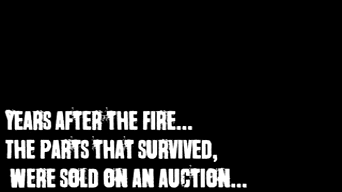 YEARS AFTER THE FIRE...
THE PARTS THAT SURVIVED,
WERE SOLD ON AN AUCTION...